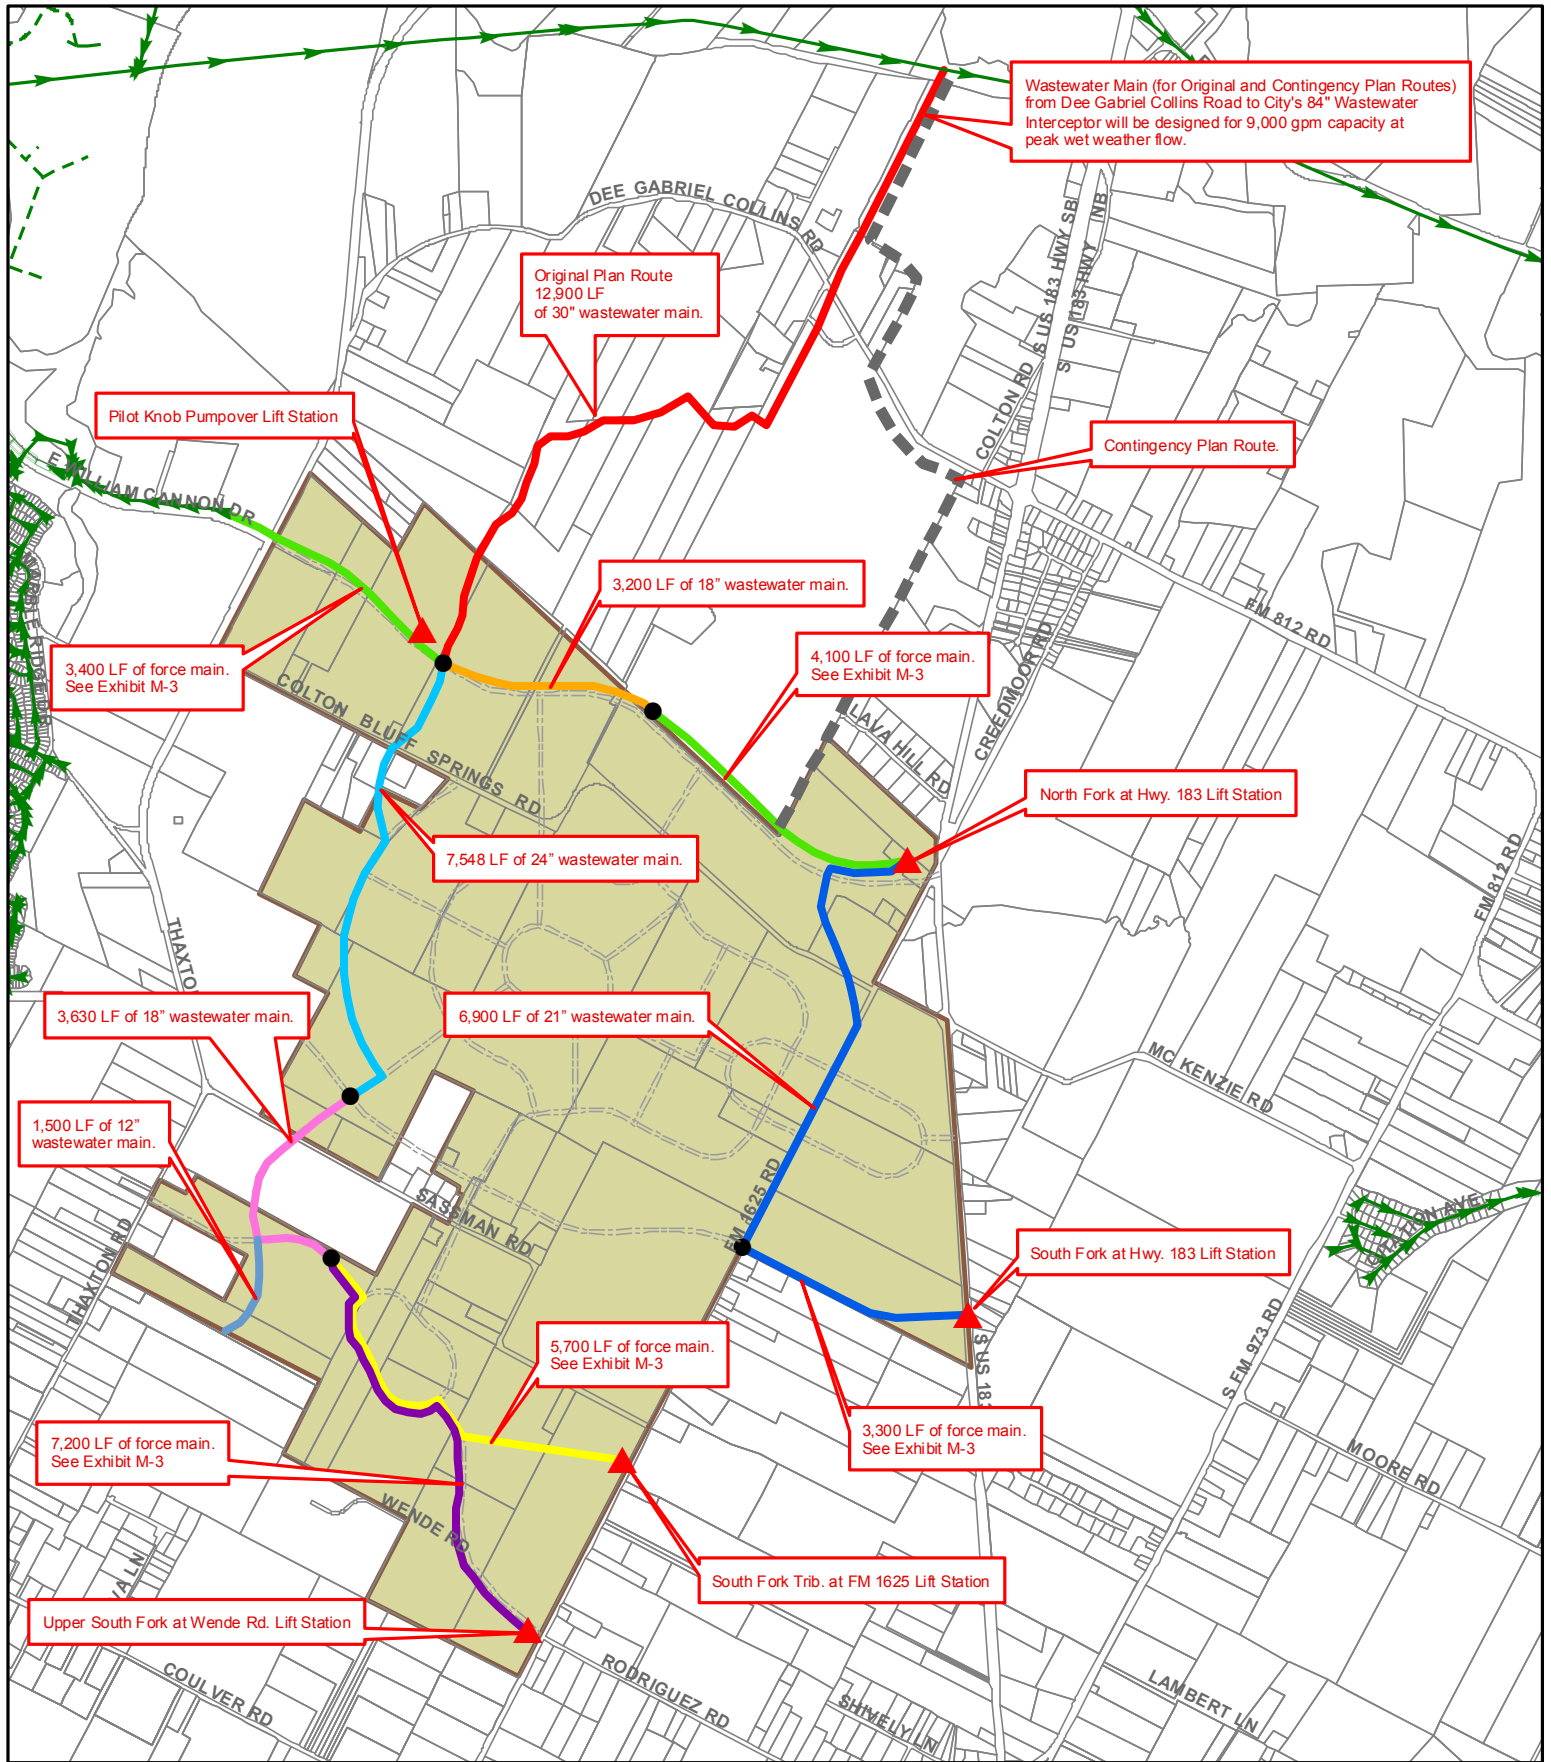 Wastewater Main (for Original and Contingency Plan Routes)
from Dee Gabriel Collins Road to City's 84" Wastewater
Interceptor will be designed for 9,000 gpm capacity at
peak wet weather flow.
DEE GABRIEL COLLINS RD
S US 183 HWY SB
S US 183 HWY NB
Original Plan Route
12,900 LF
of 30" wastewater main.
COLTON RD
Pilot Knob Pumpover Lift Station
Contingency Plan Route.
E WILLIAM CANNON DR
3,200 LF of 18” wastewater main.
FM 812 RD
CREEDMOOR RD
4,100 LF of force main.
See Exhibit M-3
3,400 LF of force main.
See Exhibit M-3
COLTON BLUFF SPRINGS RD
LAVA HILL RD
North Fork at Hwy. 183 Lift Station
7,548 LF of 24” wastewater main.
FM 812 RD
THAXTO
3,630 LF of 18” wastewater main.
6,900 LF of 21” wastewater main.
MC KENZIE RD
1,500 LF of 12”
wastewater main.
SASSMAN RD
FM 1625 RD
THAXTON RD
South Fork at Hwy. 183 Lift Station
S US 183
S FM 973 RD
5,700 LF of force main.
See Exhibit M-3
3,300 LF of force main.
See Exhibit M-3
7,200 LF of force main.
See Exhibit M-3
MOORE RD
WENDE RD
South Fork Trib. at FM 1625 Lift Station
Upper South Fork at Wende Rd. Lift Station
COULVER RD
RODRIGUEZ RD
SHIVELY LN
LAMBERT LN